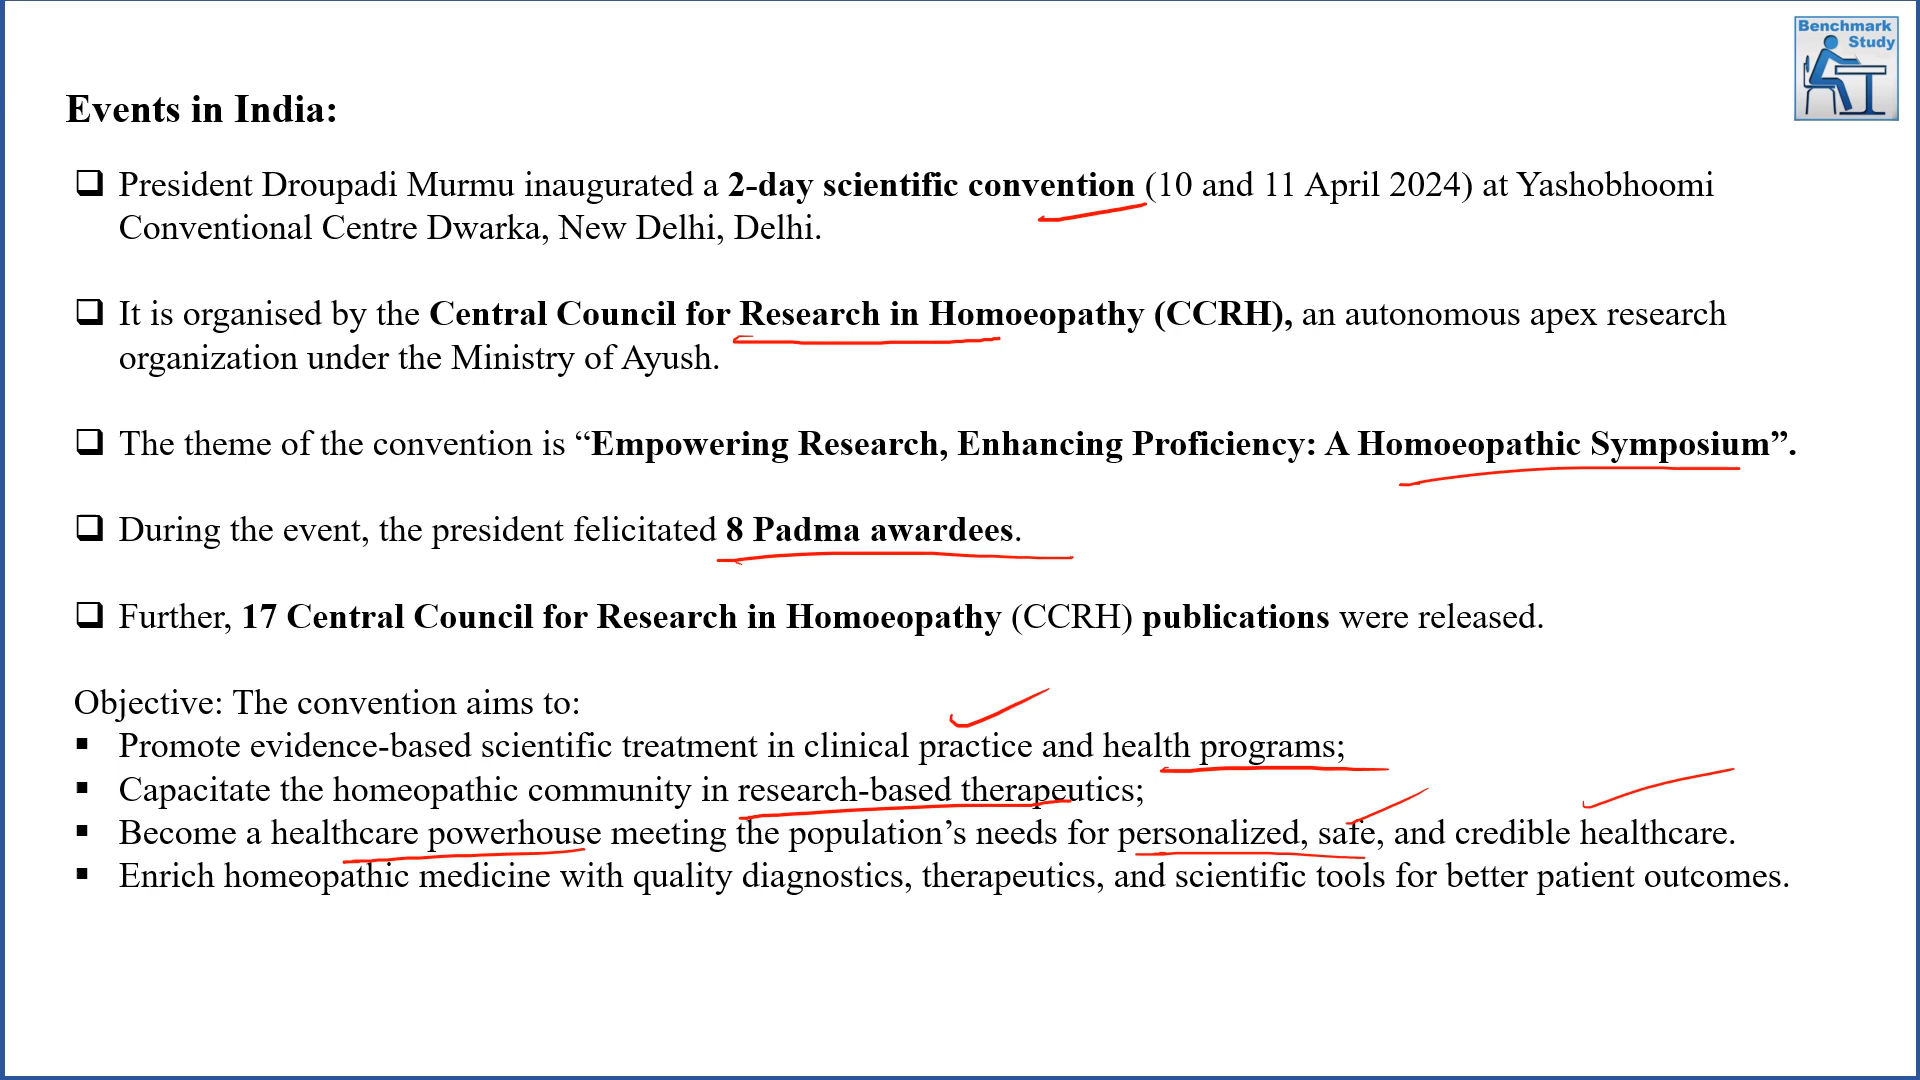 Benchmark
Study
Events in India:
❑ President Droupadi Murmu inaugurated a 2-day scientific convention (10 and 11 April 2024) at Yashobhoomi
Conventional Centre Dwarka, New Delhi, Delhi.
❑ It is organised by the Central Council for Research in Homoeopathy (CCRH), an autonomous apex research
organization under the Ministry of Ayush.
❑ The theme of the convention is “Empowering Research, Enhancing Proficiency: A Homoeopathic Symposium”.
❑ During the event, the president felicitated 8 Padma awardees.
❑ Further, 17 Central Council for Research in Homoeopathy (CCRH) publications were released.
Objective: The convention aims to:
▪ Promote evidence-based scientific treatment in clinical practice and health programs;
▪ Capacitate the homeopathic community in research-based therapeutics;
▪ Become a healthcare powerhouse meeting the population’s needs for personalized, safe, and credible healthcare.
▪ Enrich homeopathic medicine with quality diagnostics, therapeutics, and scientific tools for better patient outcomes.